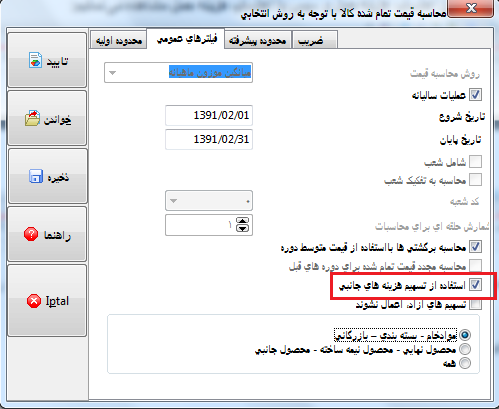 محاسبه قیمت تمام شده کالا با توجه به روش انتخابی
محدوده اولیه
فیلترهای عمومی
محدوده پیشرفته
ضریب
تایید
خواندن
ذخیره
راهنما
Iptal
روش محاسبه قیمت
میانگین موزون ماهیانه
عملیات سالیانه
تاریخ شروع
1391/02/01
تاریخ پایان
1391/02/31
شامل شعب
محاسبه به تفکیک شعب
کد شعبه
۰
شمارش حلقه ای برای محاسبات
۱
محاسبه برگشتی ها با استفاده از قیمت متوسط دوره
محاسبه مجدد قیمت تمام شده برای دوره های قبل
استفاده از تسهیم هزینه های جانبی
تسهیم های آزاد، اعمال نشوند
موادخام - بسته بندی – بازرگانی
محصول نهایی - محصول نیمه ساخته - محصول جانبی
همه